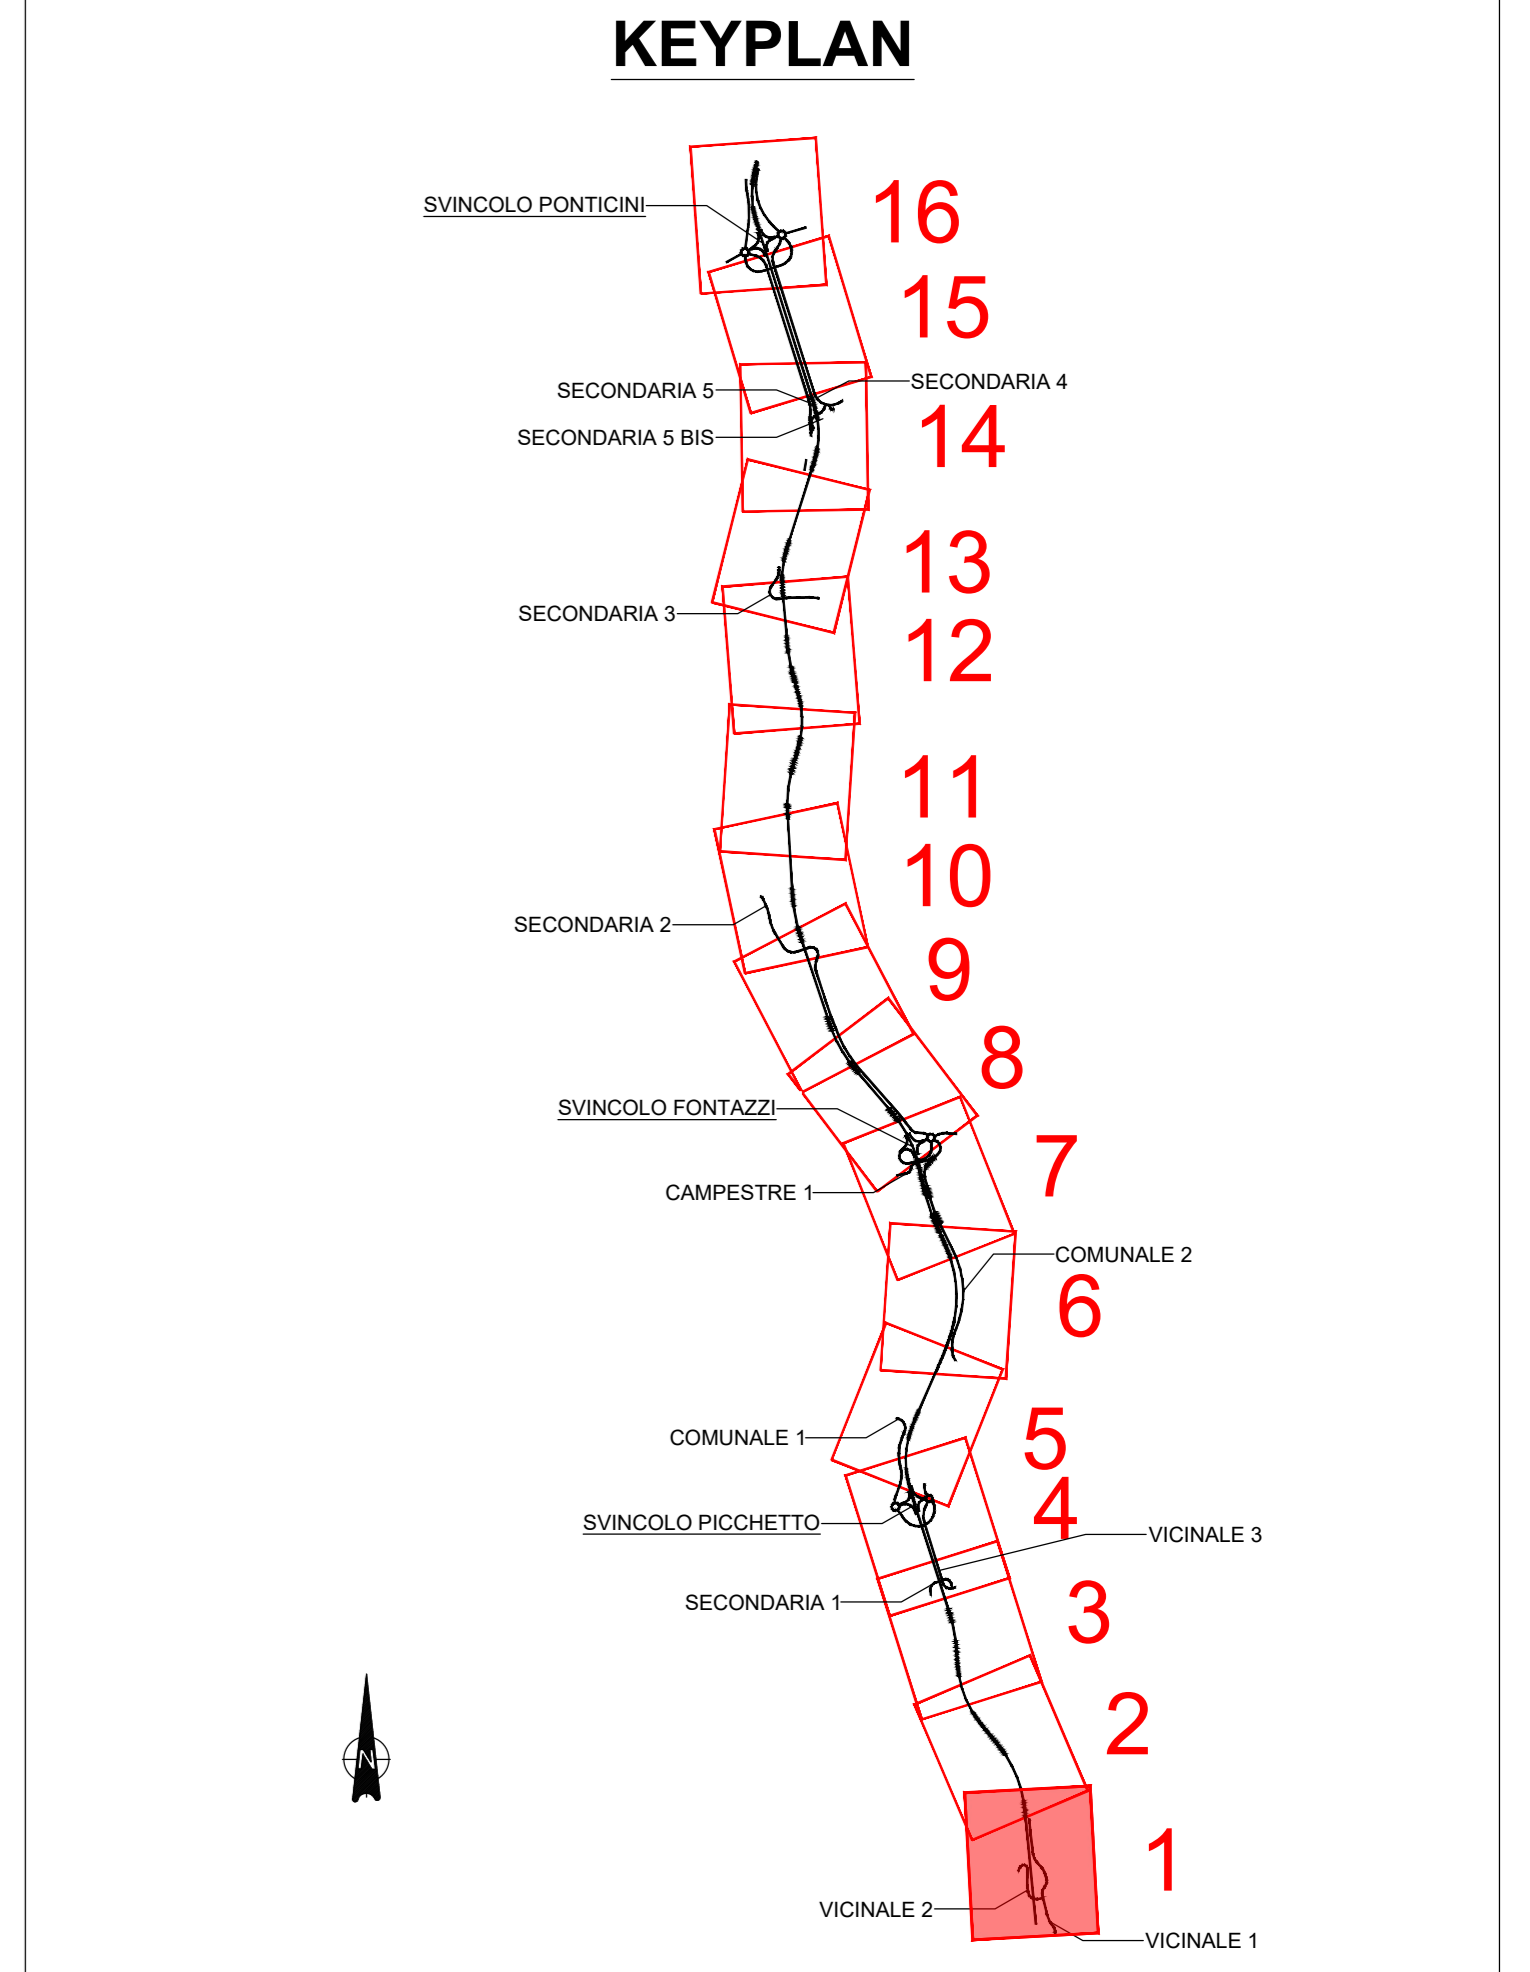 KEYPLAN
SVINCOLO PONTICINI
16
15
SECONDARIA 4
SECONDARIA 5
14
SECONDARIA 5 BIS
13
SECONDARIA 3
12
11
10
SECONDARIA 2
9
8
SVINCOLO FONTAZZI
7
CAMPESTRE 1
COMUNALE 2
6
COMUNALE 1
5
4
SVINCOLO PICCHETTO
VICINALE 3
SECONDARIA 1
3
2
N
1
VICINALE 2
VICINALE 1